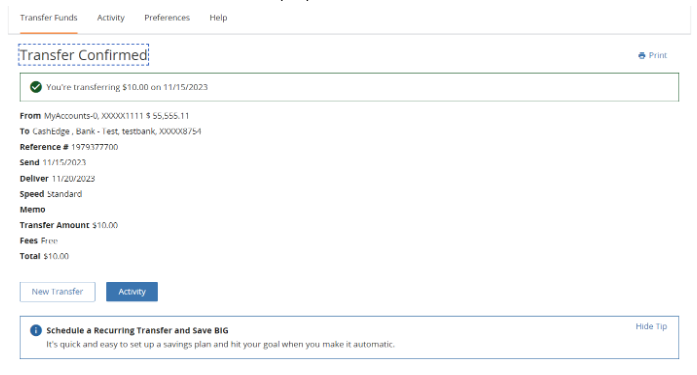 Transfer Funds Activity Preferences Help
Transfer Confirmed
Print
You're transferring $10.00 on 11/15/2023
From MyAccounts-0, XXXXX1111 $ 55,555.11
To CashEdge , Bank - Test, testbank, XXXXX8754
Reference # 1979377700
Send 11/15/2023
Deliver 11/20/2023
Speed Standard
Memo
Transfer Amount $10.00
Fees Free
Total $10.00
New Transfer Activity
Schedule a Recurring Transfer and Save BIG
Hide Tip
It's quick and easy to set up a savings plan and hit your goal when you make it automatic.